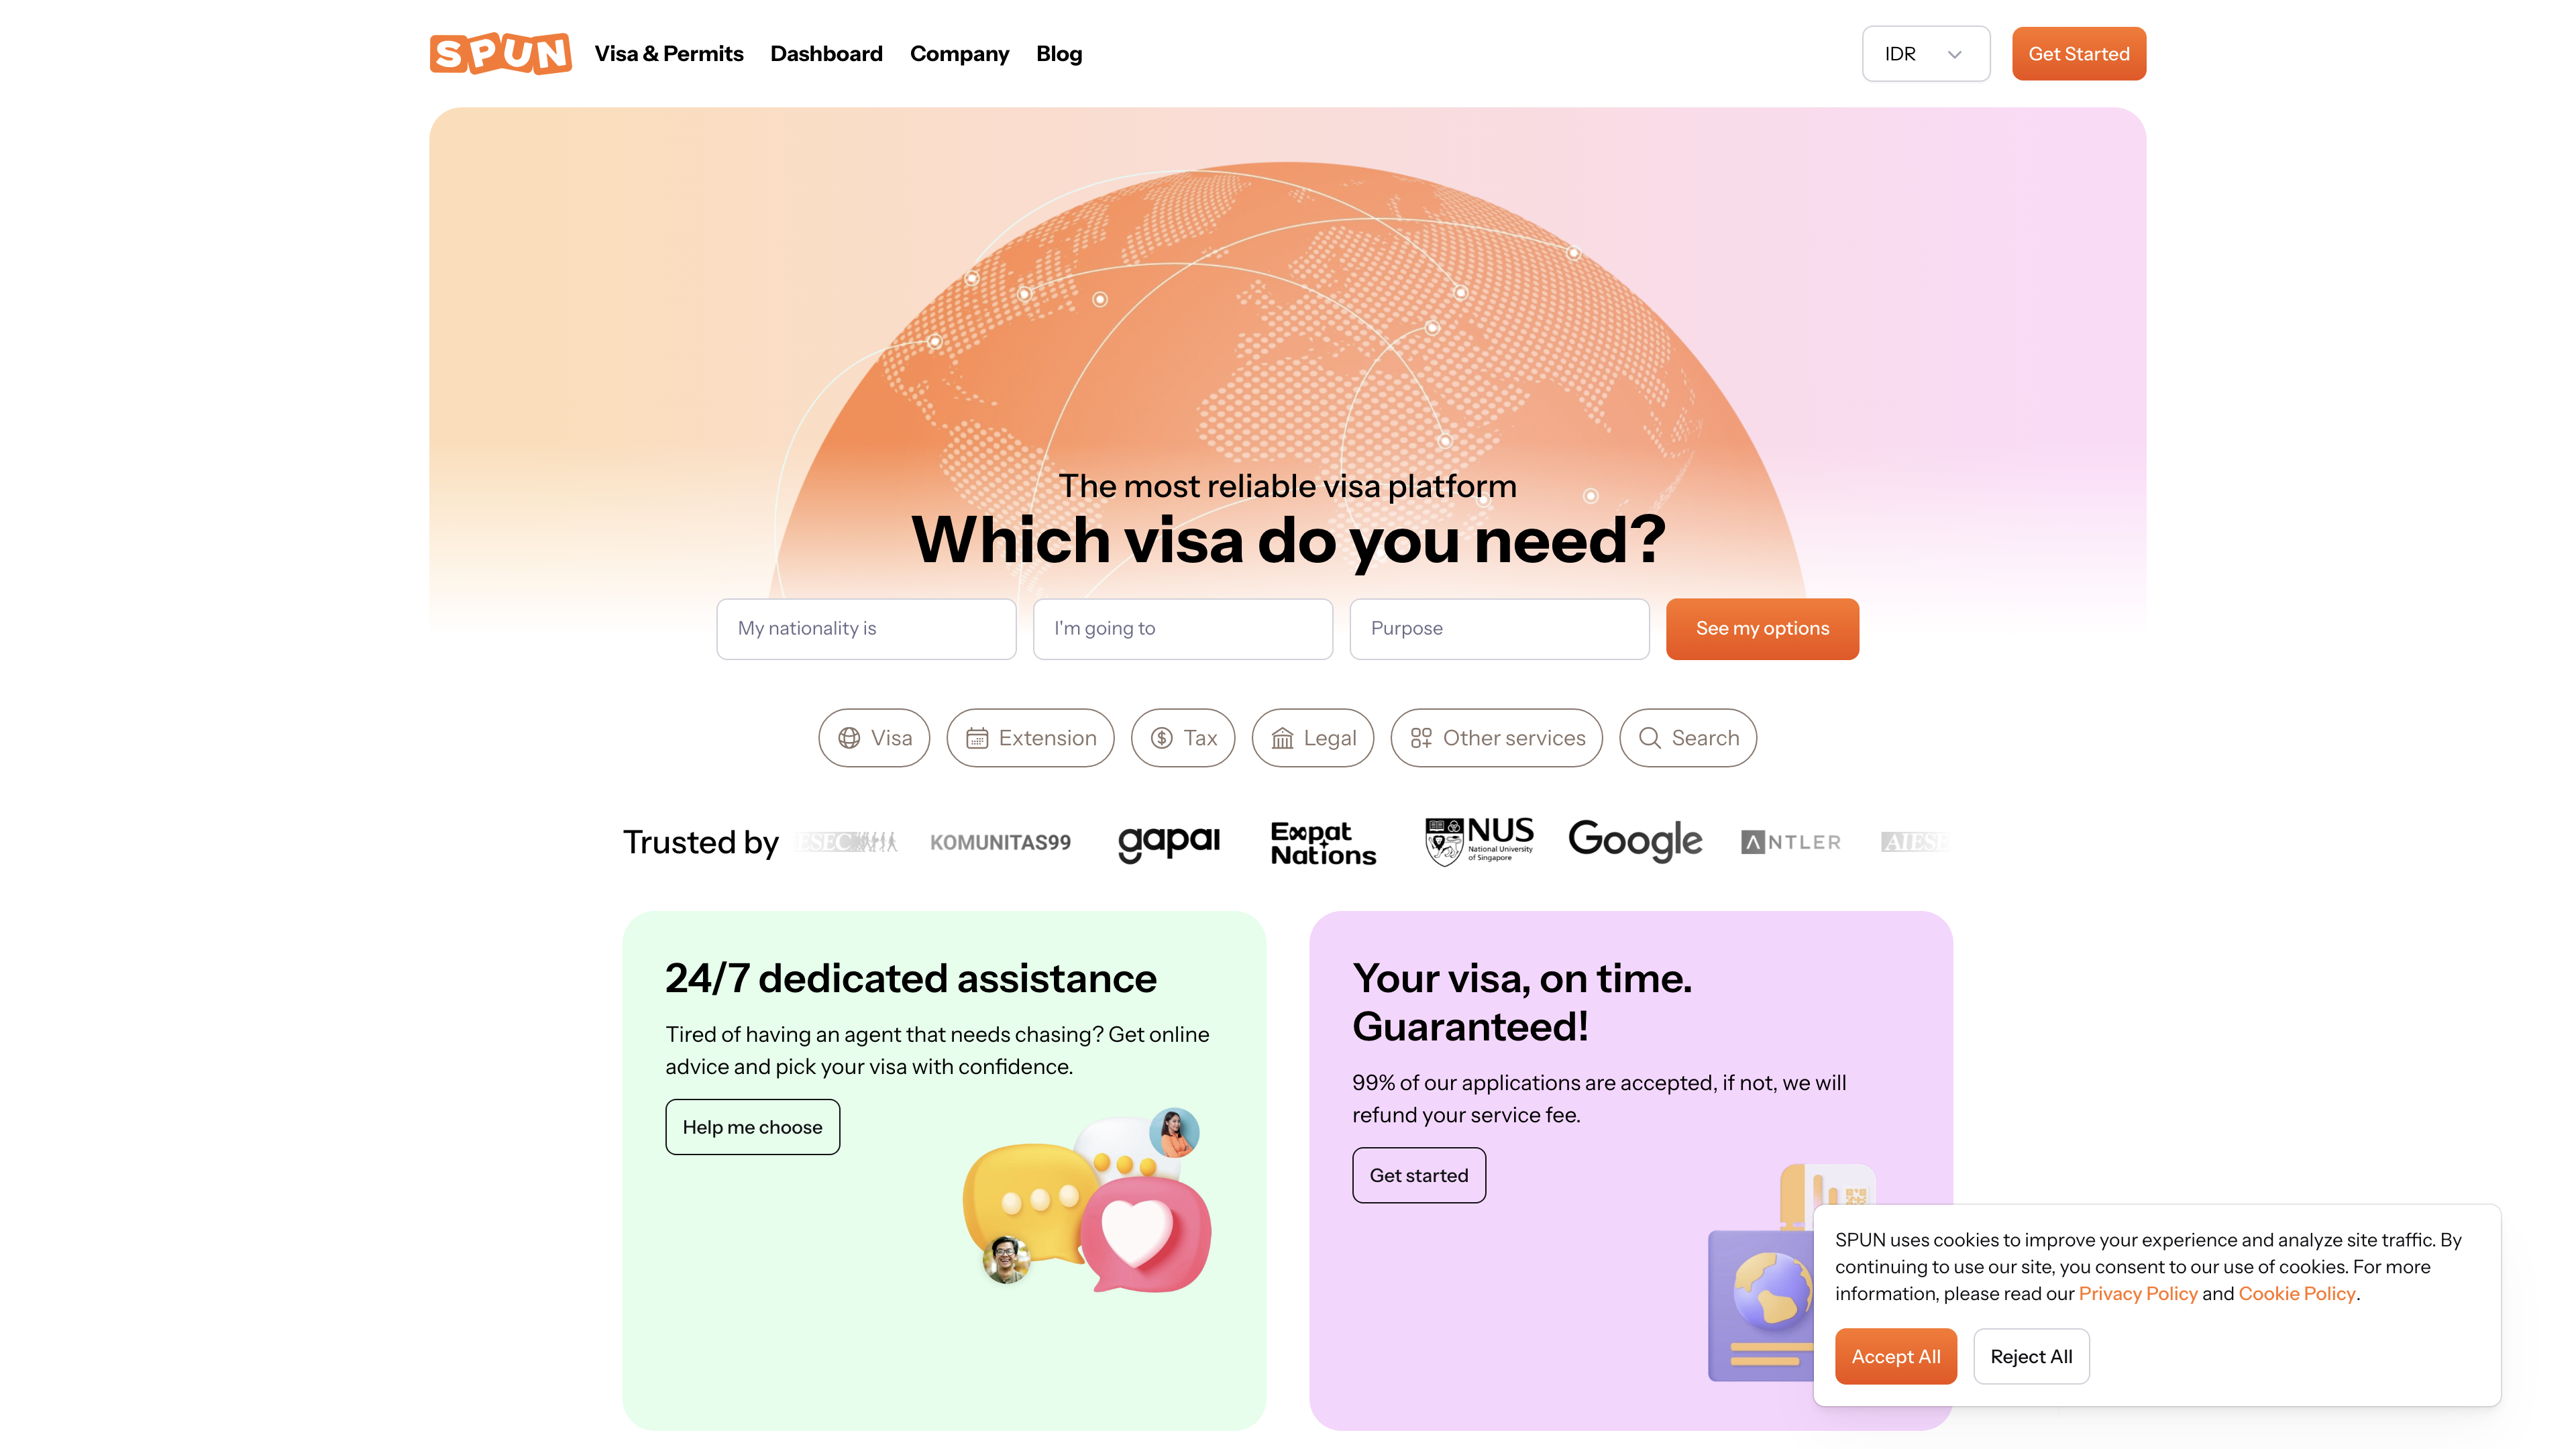 SPUN
Visa & Permits
Dashboard
Company
Blog
IDR
Get Started
The most reliable visa platform
Which visa do you need?
My nationality is
I'm going to
Purpose
See my options
Visa
Extension
Tax
Legal
Other services
Search
Trusted by
ESEC
KOMUNITAS99
gapai
Expat
Nations
NUS
National University
of Singapore
Google
ANTLER
AIESE
24/7 dedicated assistance
Tired of having an agent that needs chasing? Get online
advice and pick your visa with confidence.
Help me choose
Your visa, on time.
Guaranteed!
99% of our applications are accepted, if not, we will
refund your service fee.
Get started
SPUN uses cookies to improve your experience and analyze site traffic. By
continuing to use our site, you consent to our use of cookies. For more
information, please read our Privacy Policy and Cookie Policy.
Accept All
Reject All